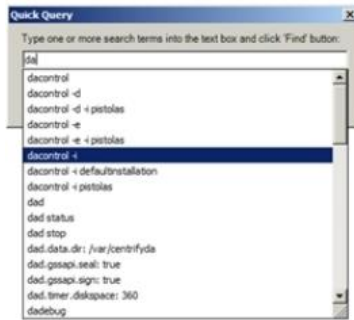 Quick Query
Type one or more search terms into the text box and click 'Find' button:
da
dacontrol
dacontrol -d
dacontrol -d -i pistolas
dacontrol -e
dacontrol -e -i pistolas
dacontrol -i
dacontrol -i defaultinstallation
dacontrol -i pistolas
dad
dad status
dad stop
dad.data.dir: /var/centrifyda
dad.gssapi.seal: true
dad.gssapi.sign: true
dad.timer.diskspace: 360
dadebug